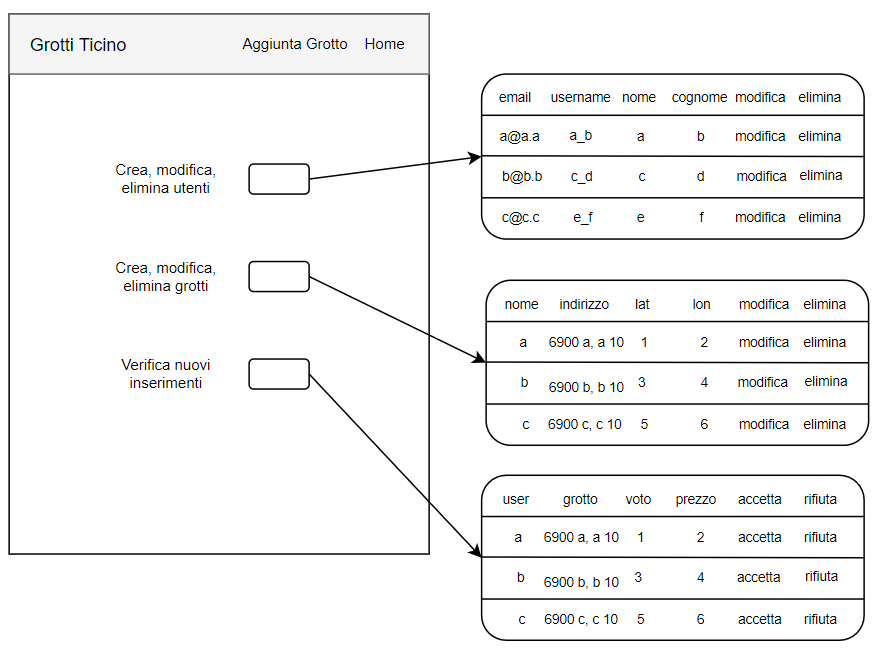 Grotti Ticino Aggiunta Grotto Home
Crea, modifica,
elimina utenti
Crea, modifica,
elimina grotti
Verifica nuovi
inserimenti
email username nome cognome modifica elimina
a@a.a a_b a b modifica elimina
b@b.b c_d c d modifica elimina
c@c.c e_f e f modifica elimina
nome indirizzo lat lon modifica elimina
a 6900 a, a 10 1 2 modifica elimina
b 6900 b, b 10 3 4 modifica elimina
c 6900 c, c 10 5 6 modifica elimina
user grotto voto prezzo accetta rifiuta
a 6900 a, a 10 1 2 accetta rifiuta
b 6900 b, b 10 3 4 accetta rifiuta
c 6900 c, c 10 5 6 accetta rifiuta